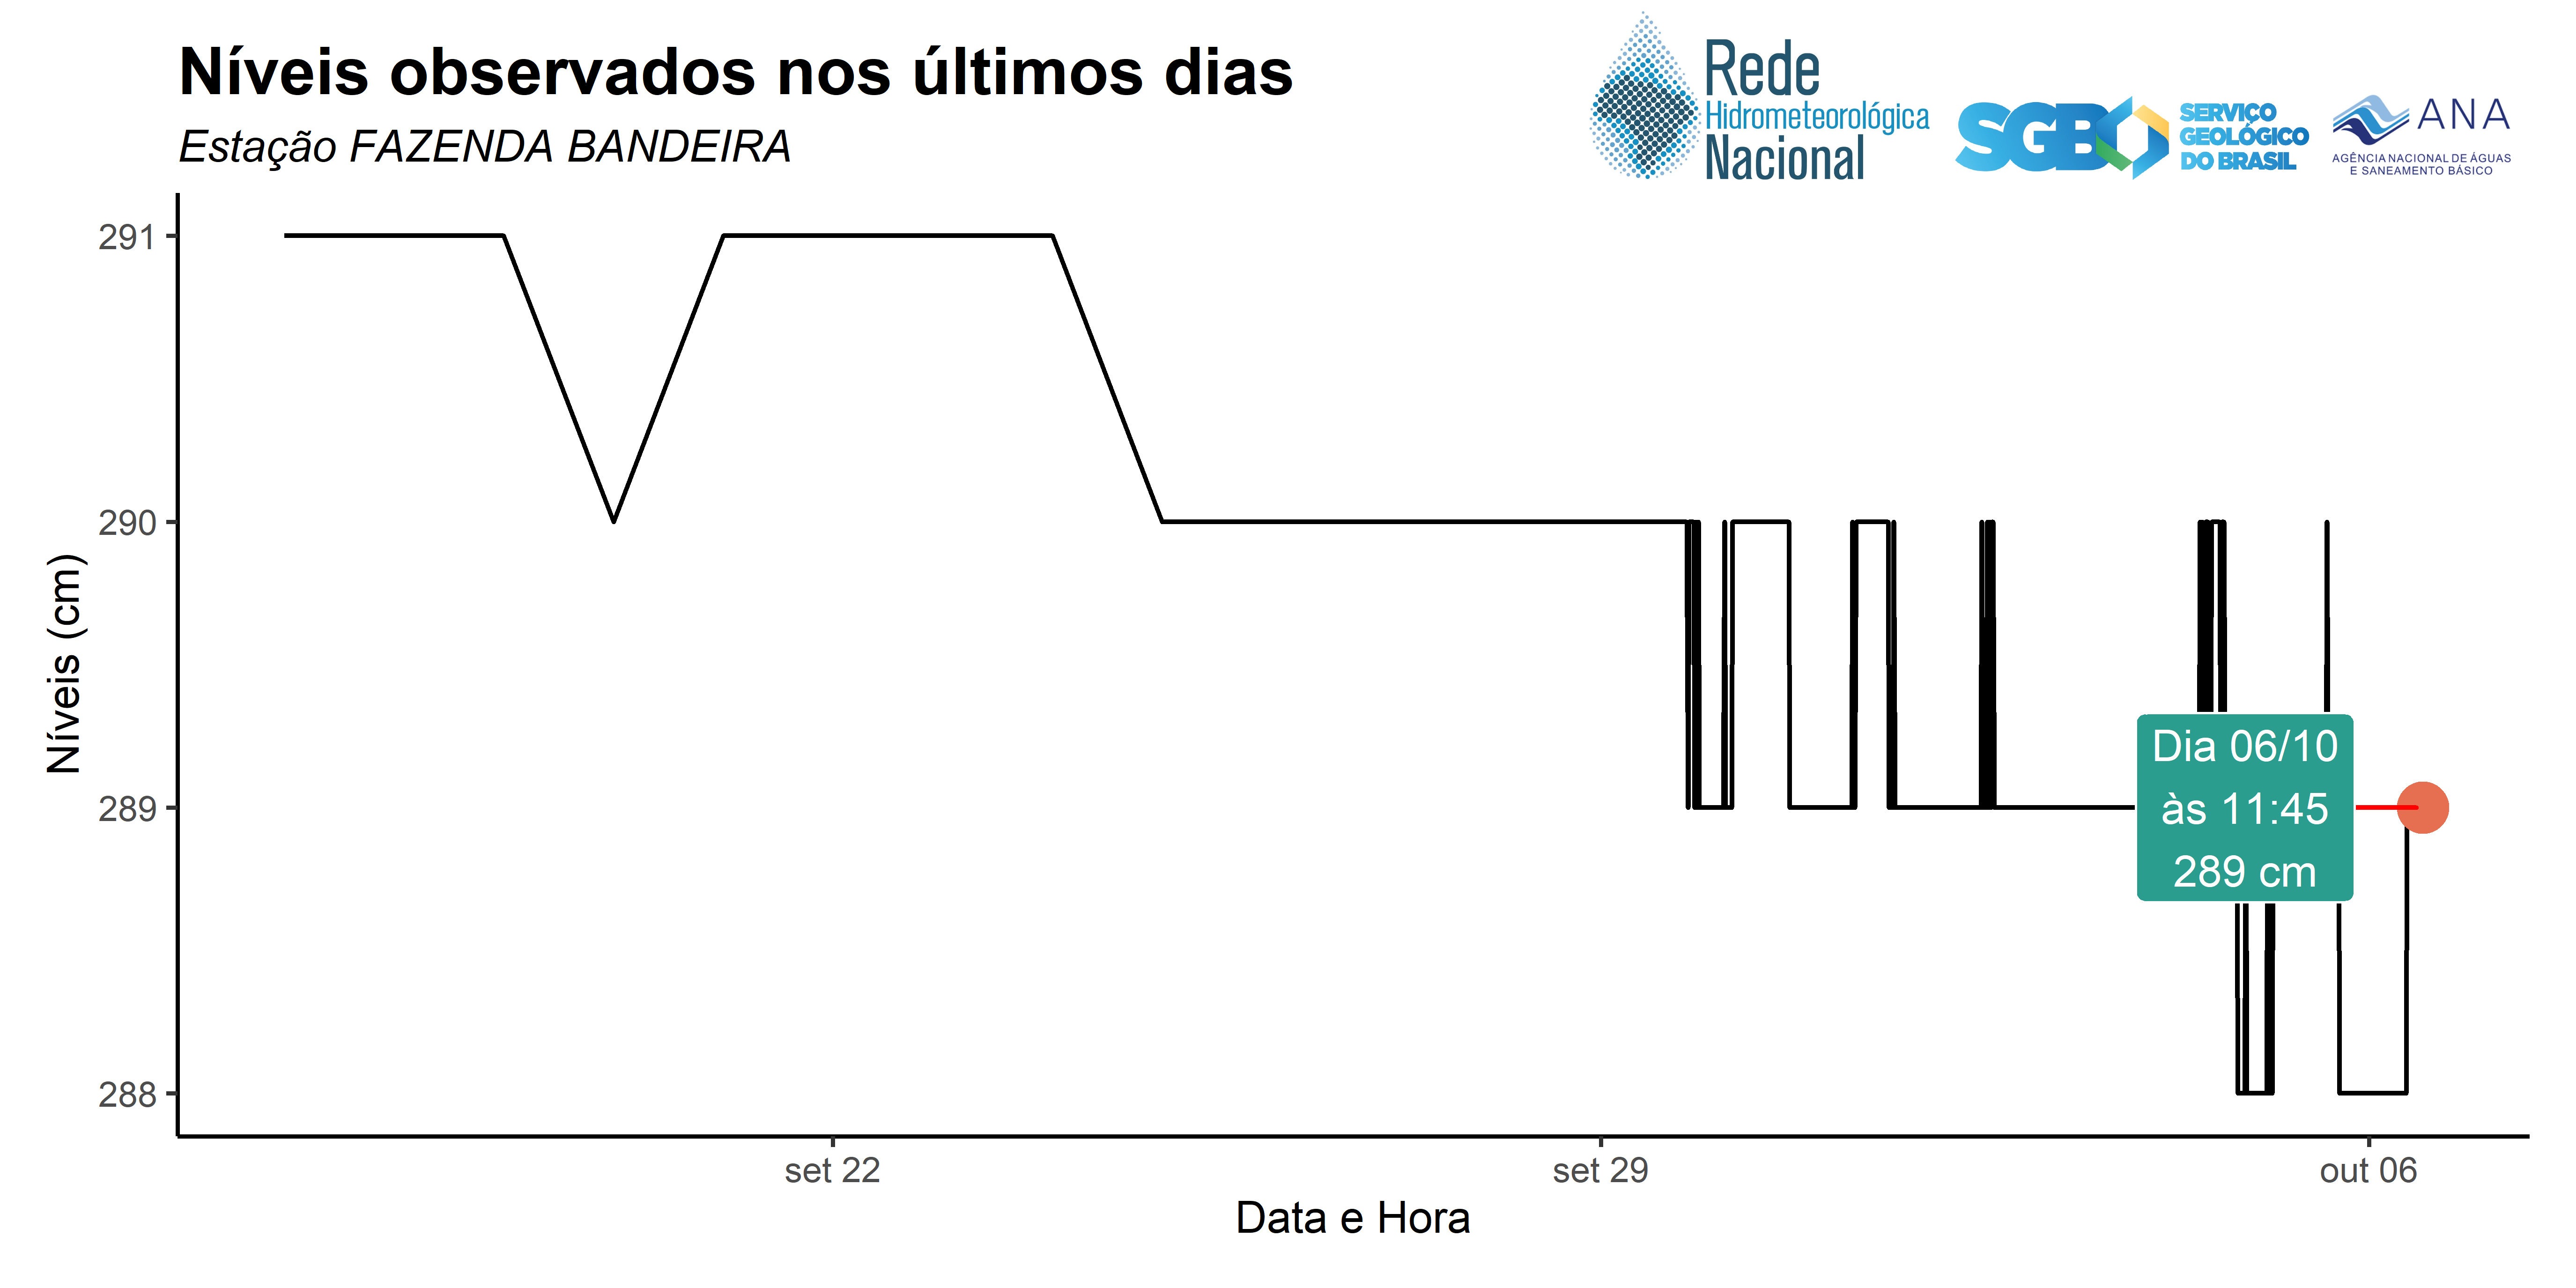 Níveis observados nos últimos dias
Estação FAZENDA BANDEIRA
Rede
Hidrometeorológica
Nacional
SGB
SERVIÇO
GEOLÓGICO
DO BRASIL
ANA
AGÊNCIA NACIONAL DE ÁGUAS
E SANEAMENTO BÁSICO
Níveis (cm)
291
290
289
288
Dia 06/10
às 11:45
289 cm
set 22
set 29
out 06
Data e Hora